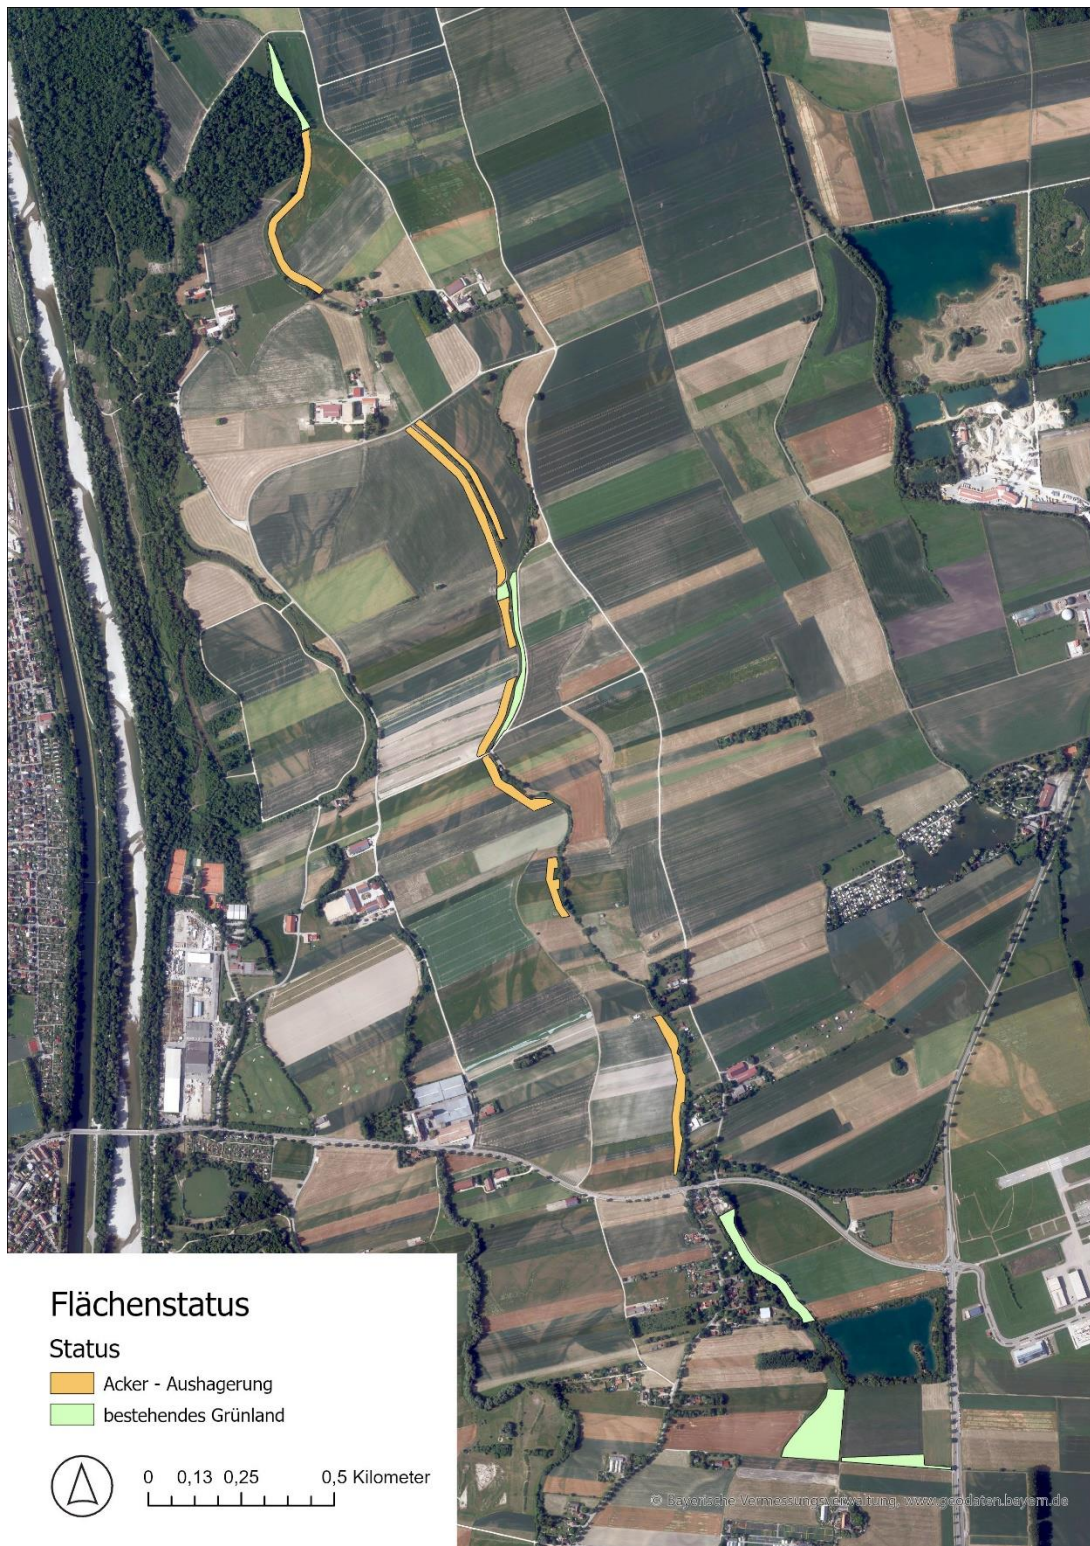 Flächenstatus
Status
Acker - Aushagerung
bestehendes Grünland
0 0,13 0,25 0,5 Kilometer
© Bayerische Vermessungsverwaltung, www.geodaten.bayern.de